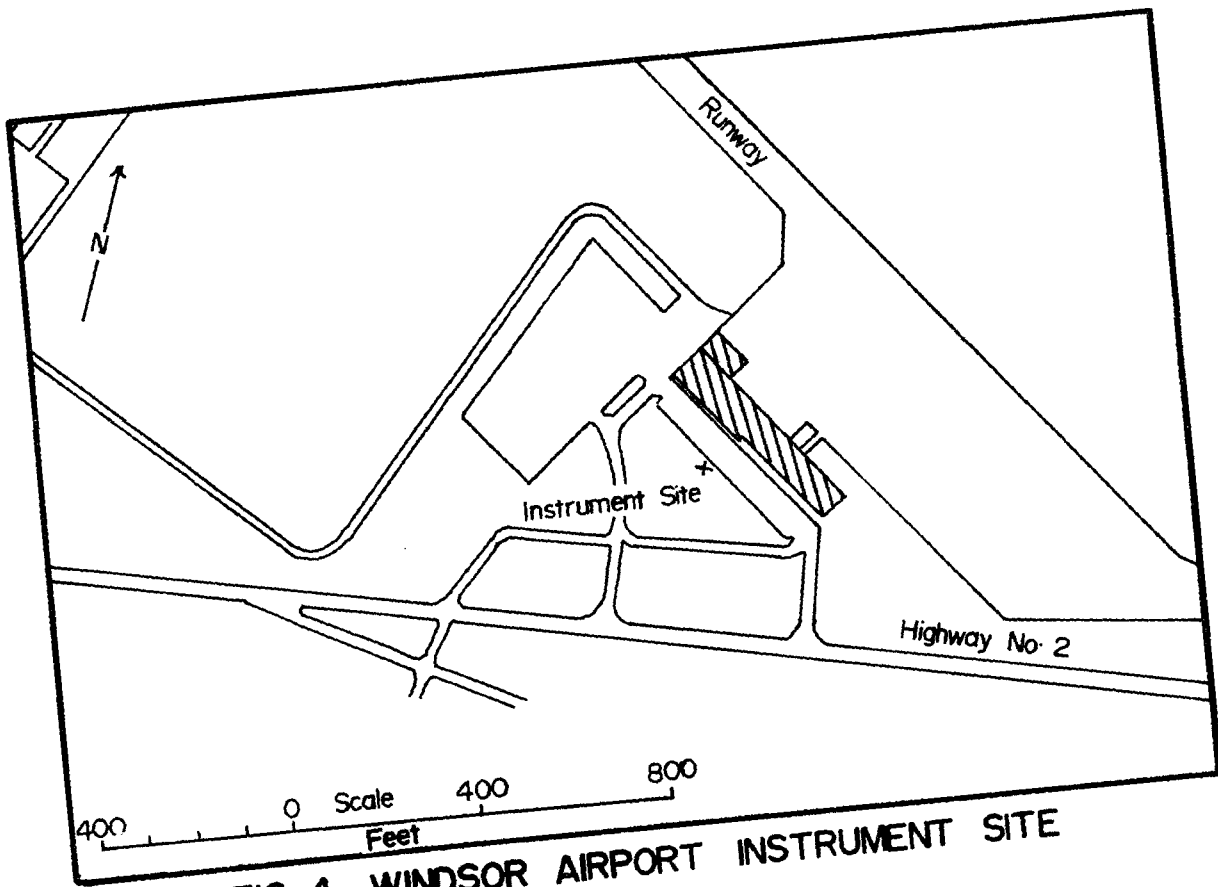 Runway
N
Instrument Site
Highway No. 2
400 0 Scale 400 800
Feet
WINDSOR AIRPORT INSTRUMENT SITE